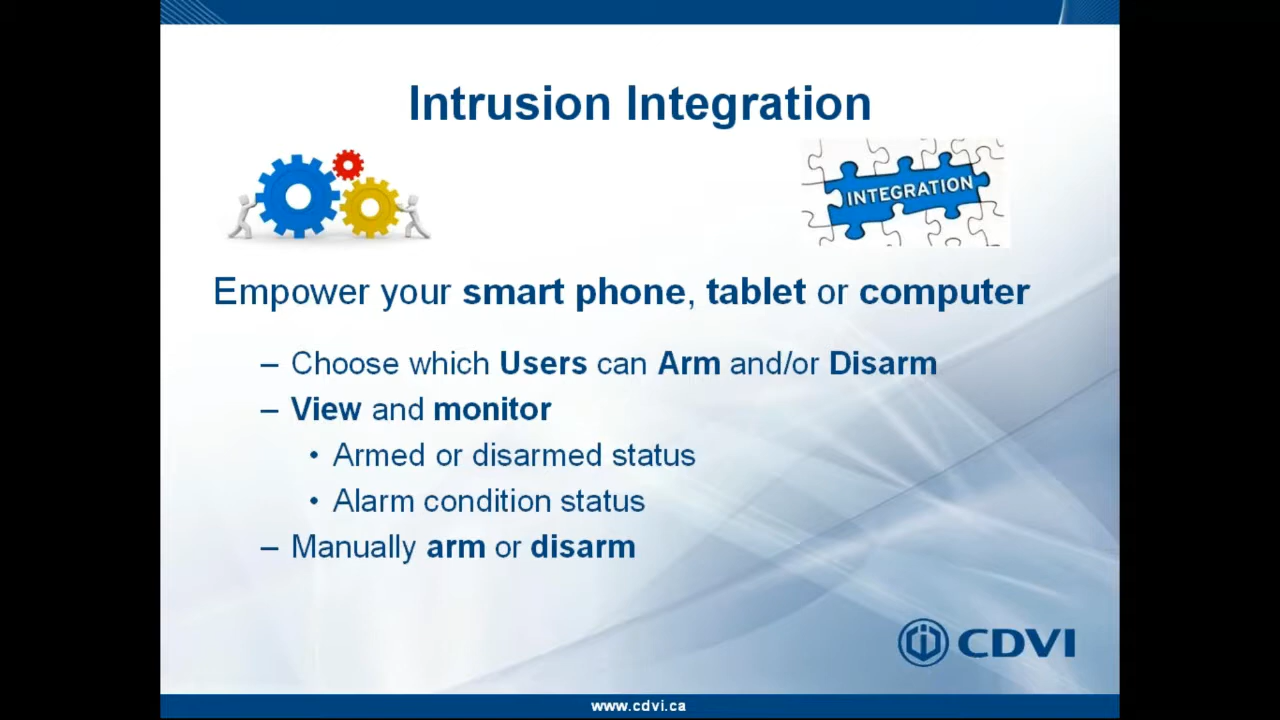 Intrusion Integration
INTEGRATION
Empower your smart phone, tablet or computer
– Choose which Users can Arm and/or Disarm
– View and monitor
• Armed or disarmed status
• Alarm condition status
– Manually arm or disarm
CDVI
www.cdvi.ca